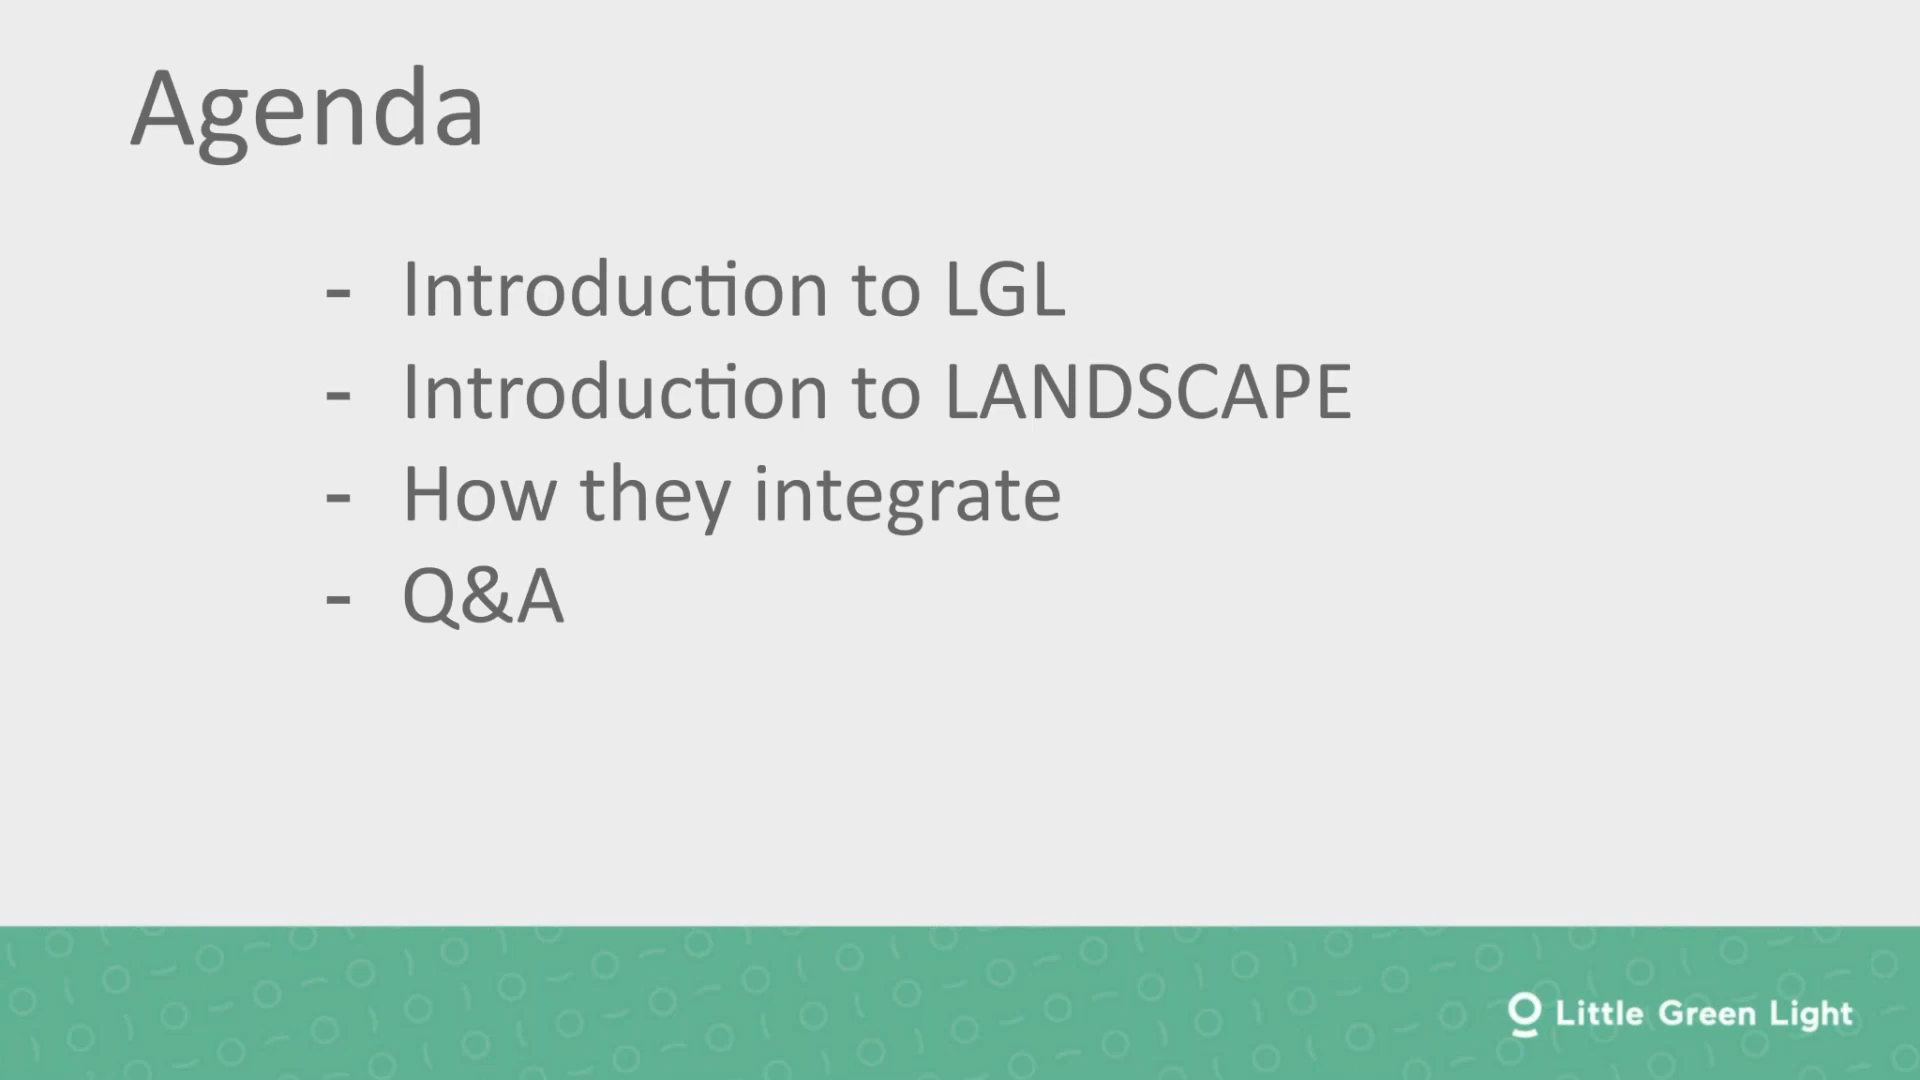 Agenda
- Introduction to LGL
- Introduction to LANDSCAPE
- How they integrate
- Q&A
Little Green Light